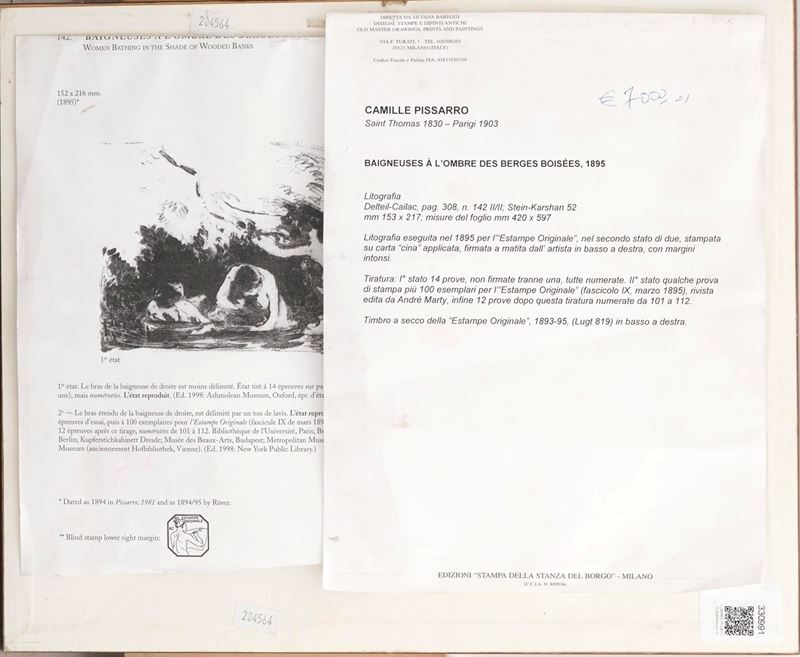 204564
142. BAIGNEUSES À L'OMBRE DES BERGES
WOMEN BATHING IN THE SHADE OF WOODED BANKS
152 x 216 mm.
(1895)*
1er état
1er état. Le bras de la baigneuse de droite est moins délimité. État tiré à 14 épreuves sur pa
une), mais numérotées. L'état reproduit. (Ed. 1998: Ashmolean Museum, Oxford, épr. d'éta
2e — Le bras étendu de la baigneuse de droite, est délimité par un ton de lavis. L'état repro
épreuves d'essai, puis à 100 exemplaires pour l'Estampe Originale (fascicule IX de mars 189
12 épreuves après ce tirage, numérotées de 101 à 112. Bibliothèque de l'Université, Paris; Be
Berlin; Kupferstichkabinett Dresde; Musée des Beaux-Arts, Budapest; Metropolitan Muse
Museum (anciennement Hofbibliothek, Vienne). (Ed. 1998: New York Public Library.)
* Dated as 1894 in Pissarro, 1981 and as 1894/95 by Röver.
** Blind stamp lower right margin:
DIRETTA DA SILVANA BAREGGI
DISEGNI, STAMPE E DIPINTI ANTICHI
OLD MASTER DRAWINGS, PRINTS AND PAINTINGS
VIA F. TURATI, 7 - TEL. 026598203
20121 MILANO (ITALY)
Codice Fiscale e Partita IVA: 01831930159
€ 7000
CAMILLE PISSARRO
Saint Thomas 1830 – Parigi 1903
BAIGNEUSES À L'OMBRE DES BERGES BOISÉES, 1895
Litografia
Delteil-Cailac, pag. 308, n. 142 II/II; Stein-Karshan 52
mm 153 x 217; misure del foglio mm 420 x 597
Litografia eseguita nel 1895 per l'"Estampe Originale", nel secondo stato di due, stampata
su carta "cina" applicata, firmata a matita dall' artista in basso a destra, con margini
intonsi.
Tiratura: I° stato 14 prove, non firmate tranne una, tutte numerate. II° stato qualche prova
di stampa più 100 esemplari per l'"Estampe Originale" (fascicolo IX, marzo 1895), rivista
edita da André Marty, infine 12 prove dopo questa tiratura numerate da 101 a 112.
Timbro a secco della "Estampe Originale", 1893-95, (Lugt 819) in basso a destra.
EDIZIONI "STAMPA DELLA STANZA DEL BORGO" - MILANO
(C.C.I.A. N. 859936)
204564
330991